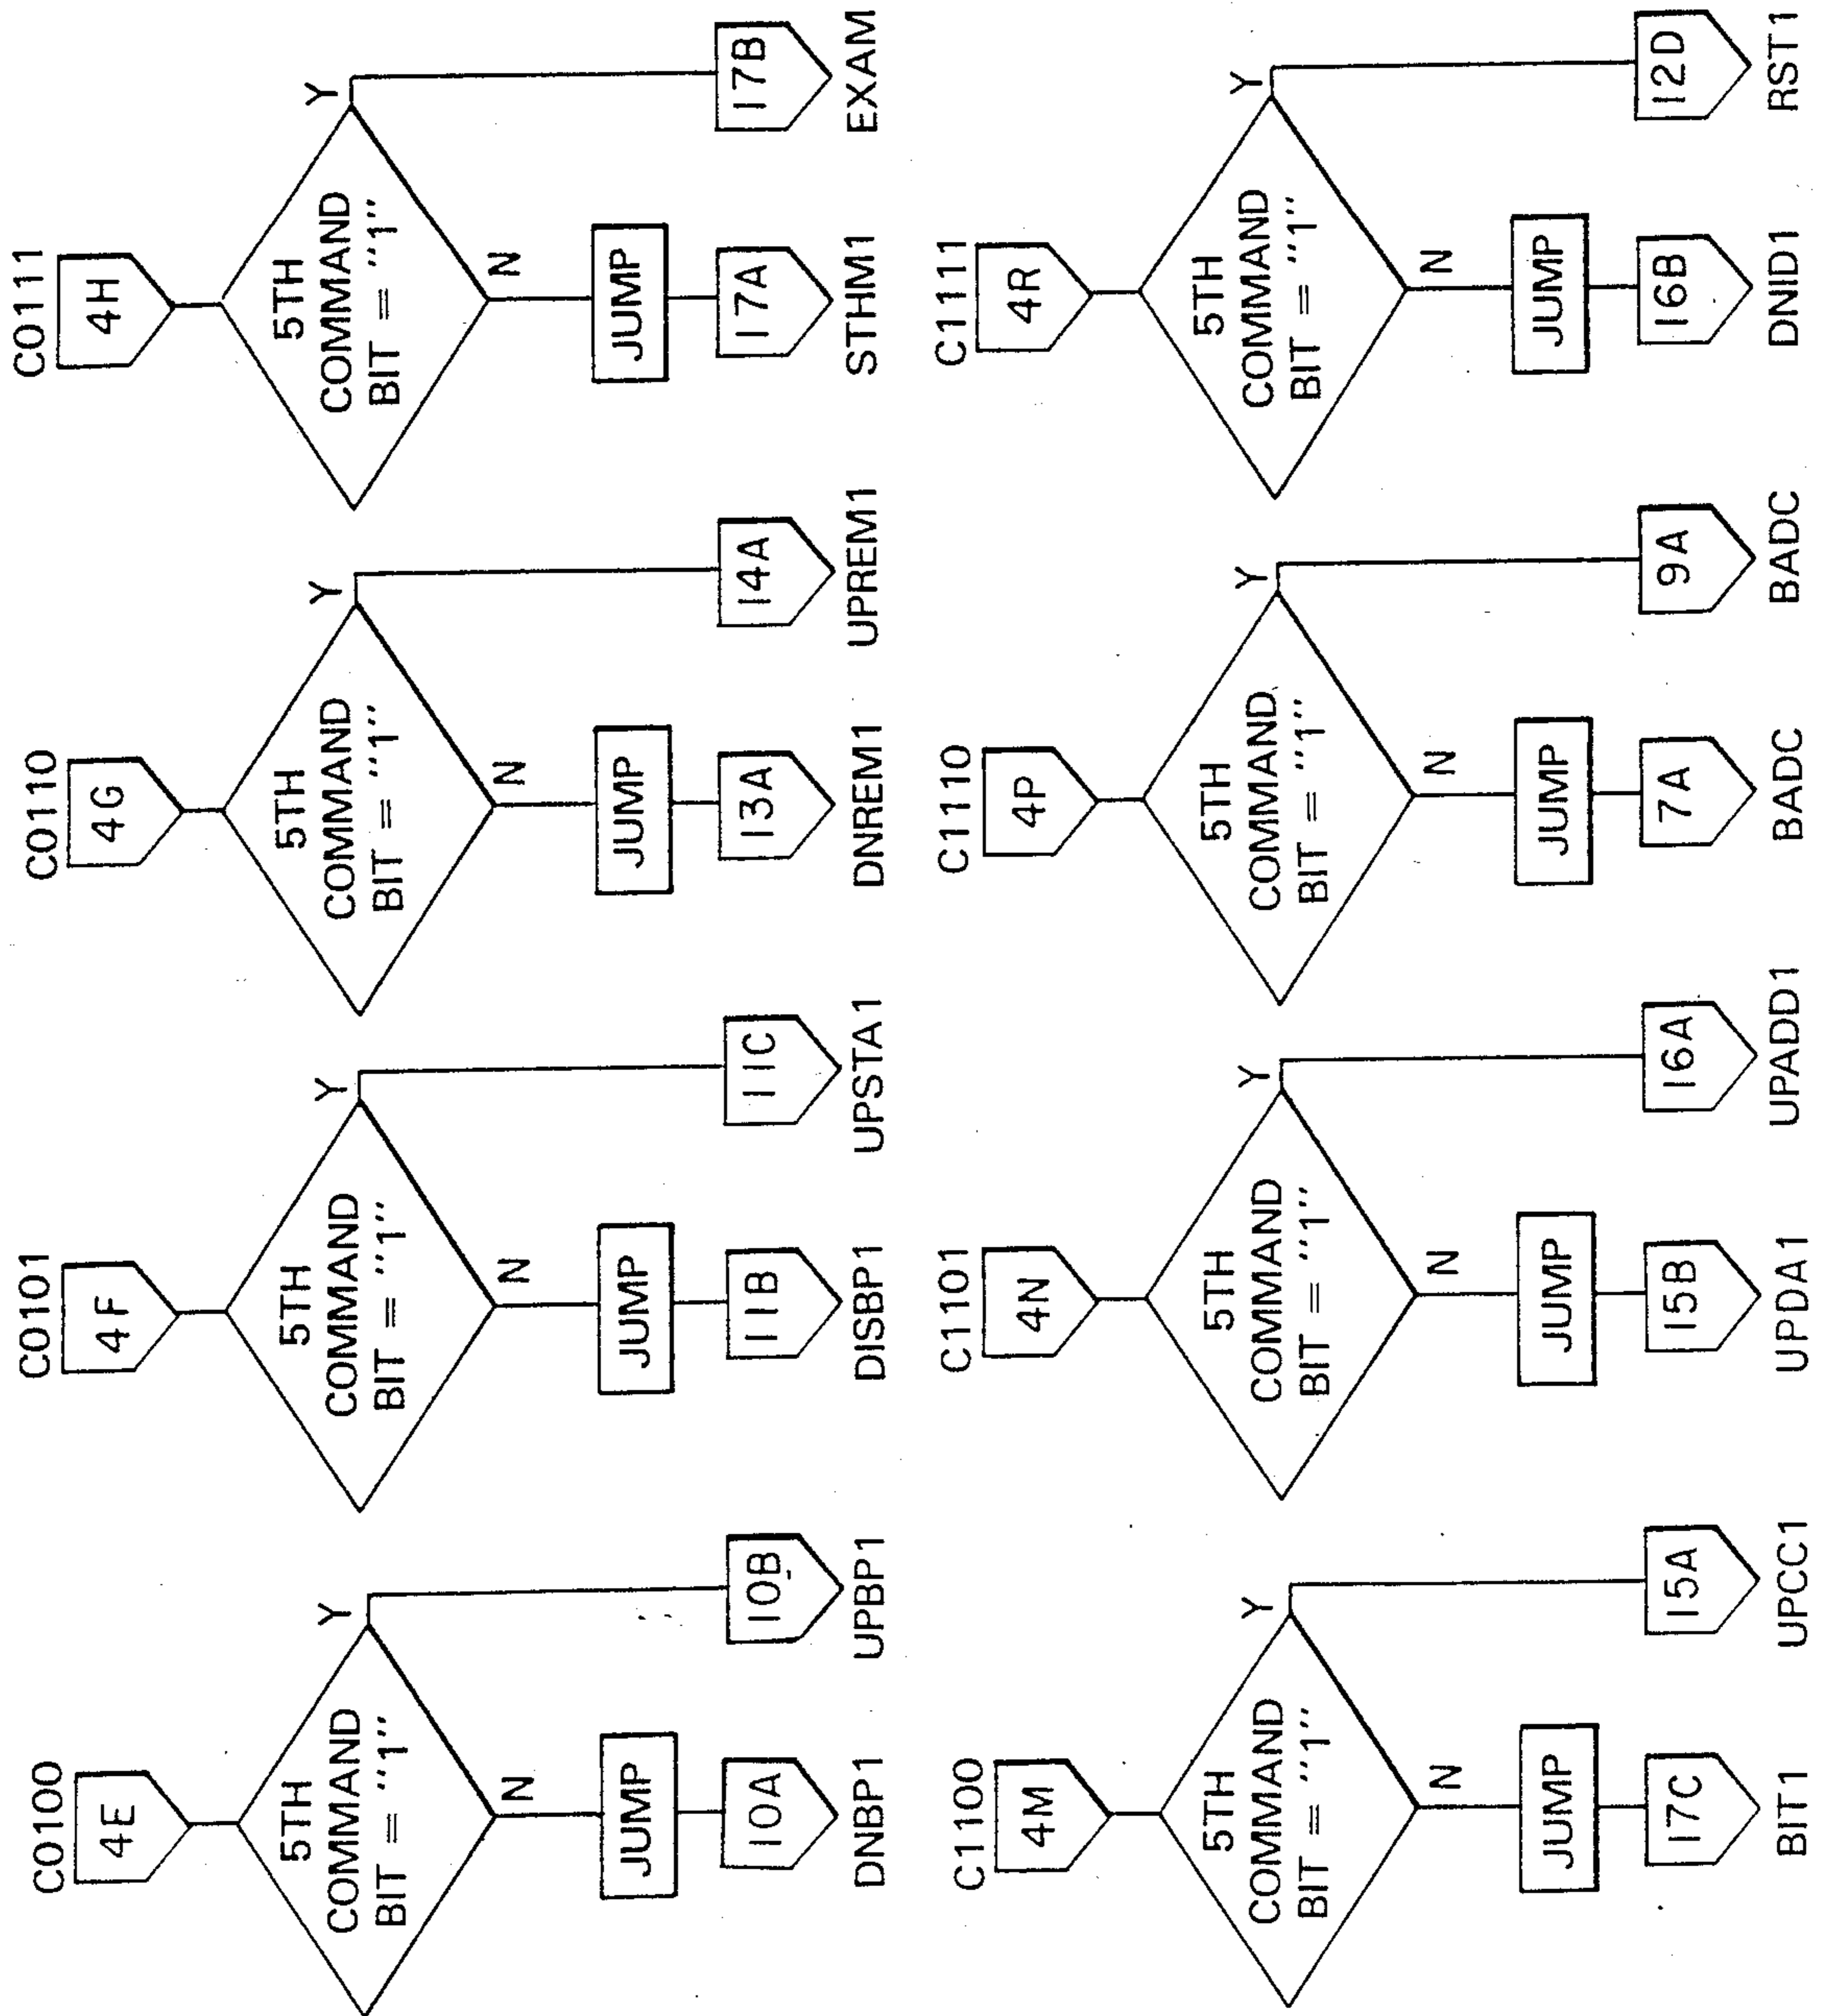 C0100
4E
5TH
COMMAND
BIT = "1"
Y
N
JUMP
10A
DNBP1
10B
UPBP1
C0101
4F
5TH
COMMAND
BIT = "1"
Y
N
JUMP
11B
DISBP1
11C
UPSTA1
C0110
4G
5TH
COMMAND
BIT = "1"
Y
N
JUMP
13A
DNREM1
14A
UPREM1
C0111
4H
5TH
COMMAND
BIT = "1"
Y
N
JUMP
17A
STHM1
17B
EXAM
C1100
4M
5TH
COMMAND
BIT = "1"
Y
N
JUMP
17C
BIT1
15A
UPCC1
C1101
4N
5TH
COMMAND
BIT = "1"
Y
N
JUMP
15B
UPDA1
16A
UPADD1
C1110
4P
5TH
COMMAND
BIT = "1"
Y
N
JUMP
7A
BADC
9A
BADC
C1111
4R
5TH
COMMAND
BIT = "1"
Y
N
JUMP
16B
DNID1
12D
RST1